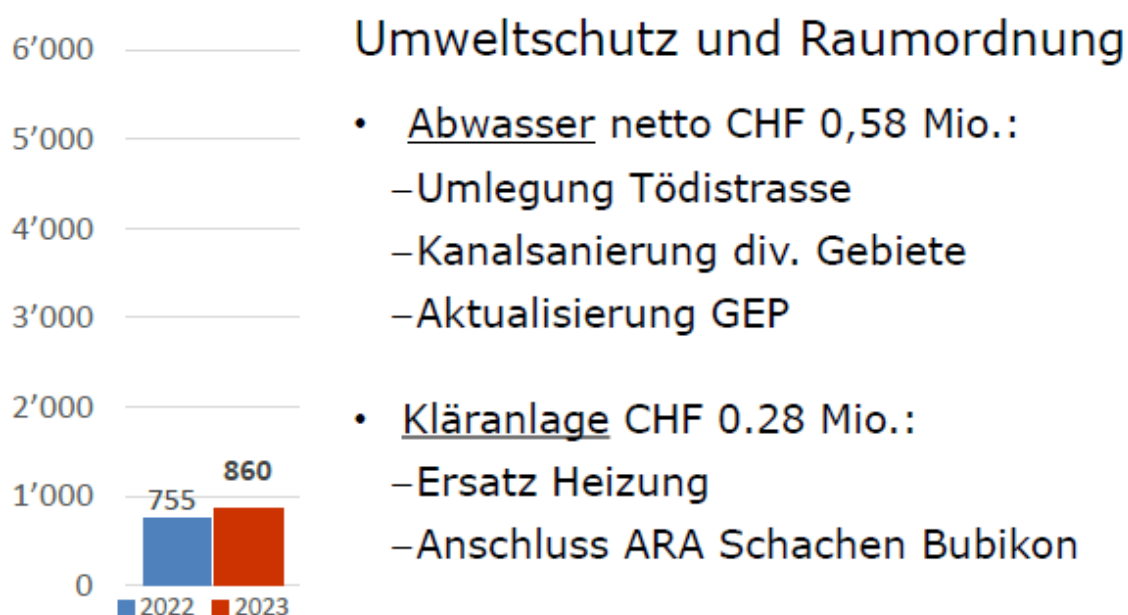 6’000
5’000
4’000
3’000
2’000
1’000
0
755
860
2022 2023
Umweltschutz und Raumordnung
• Abwasser netto CHF 0,58 Mio.:
–Umlegung Tödistrasse
–Kanalsanierung div. Gebiete
–Aktualisierung GEP
• Kläranlage CHF 0.28 Mio.:
–Ersatz Heizung
–Anschluss ARA Schachen Bubikon